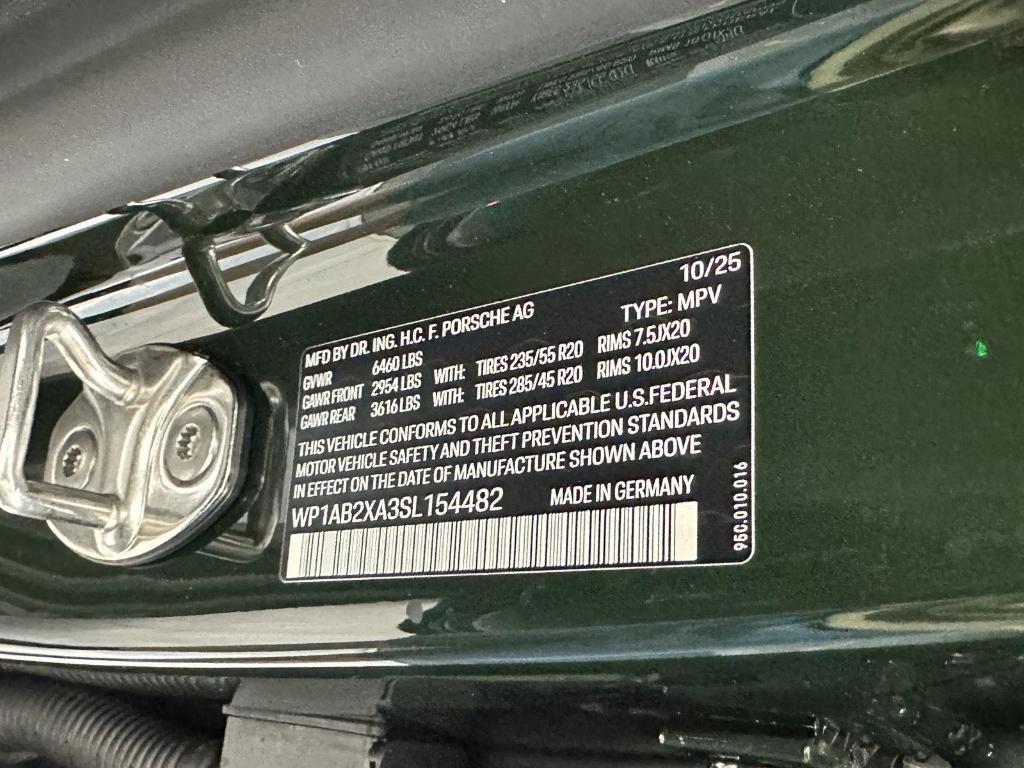 10/25
MFD BY DR. ING. H.C. F. PORSCHE AG
TYPE: MPV
GVWR 6460 LBS
GAWR FRONT 2954 LBS WITH: TIRES 235/55 R20 RIMS 7.5JX20
GAWR REAR 3616 LBS WITH: TIRES 285/45 R20 RIMS 10.0JX20
THIS VEHICLE CONFORMS TO ALL APPLICABLE U.S.FEDERAL
MOTOR VEHICLE SAFETY AND THEFT PREVENTION STANDARDS
IN EFFECT ON THE DATE OF MANUFACTURE SHOWN ABOVE
WP1AB2XA3SL154482 MADE IN GERMANY
95C.010.016